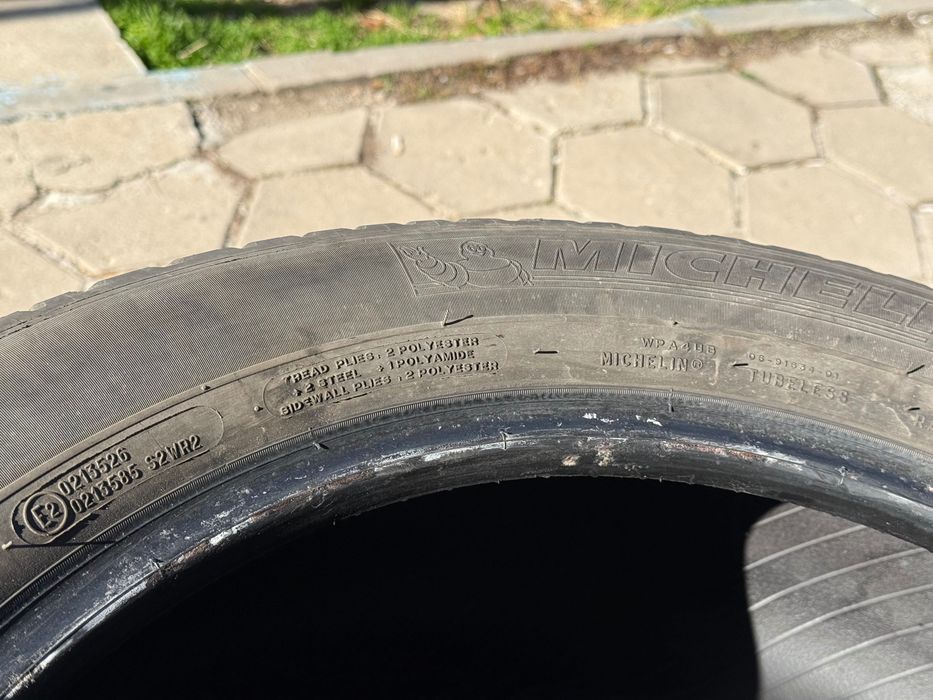 MICHEL
TREAD PLIES : 2 POLYESTER
+ 2 STEEL + 1 POLYAMIDE
SIDEWALL PLIES : 2 POLYESTER
WPA488
MICHELIN®
TUBELESS
E2
0213526
0213585 S2WR2